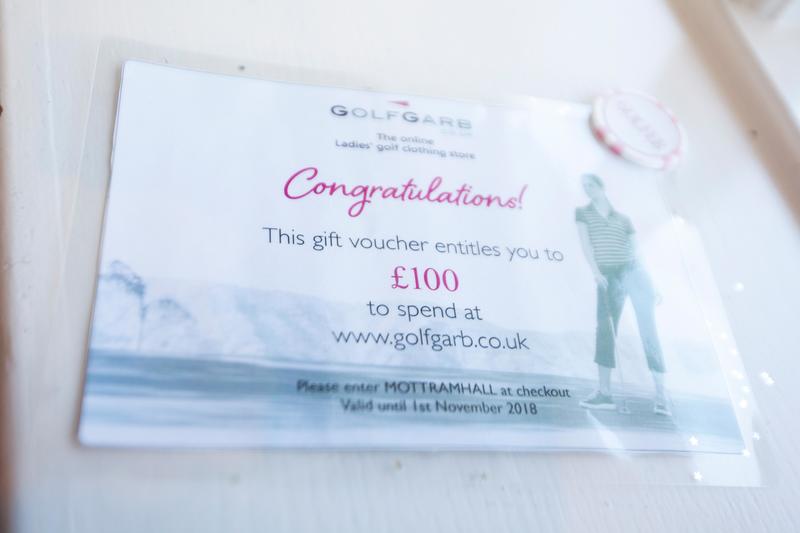 GOLFGARB
The online
Ladies' golf clothing store
Congratulations!
This gift voucher entitles you to
£100
to spend at
www.golfgarb.co.uk
Please enter MOTTRAMHALL at checkout
Valid until 1st November 2018